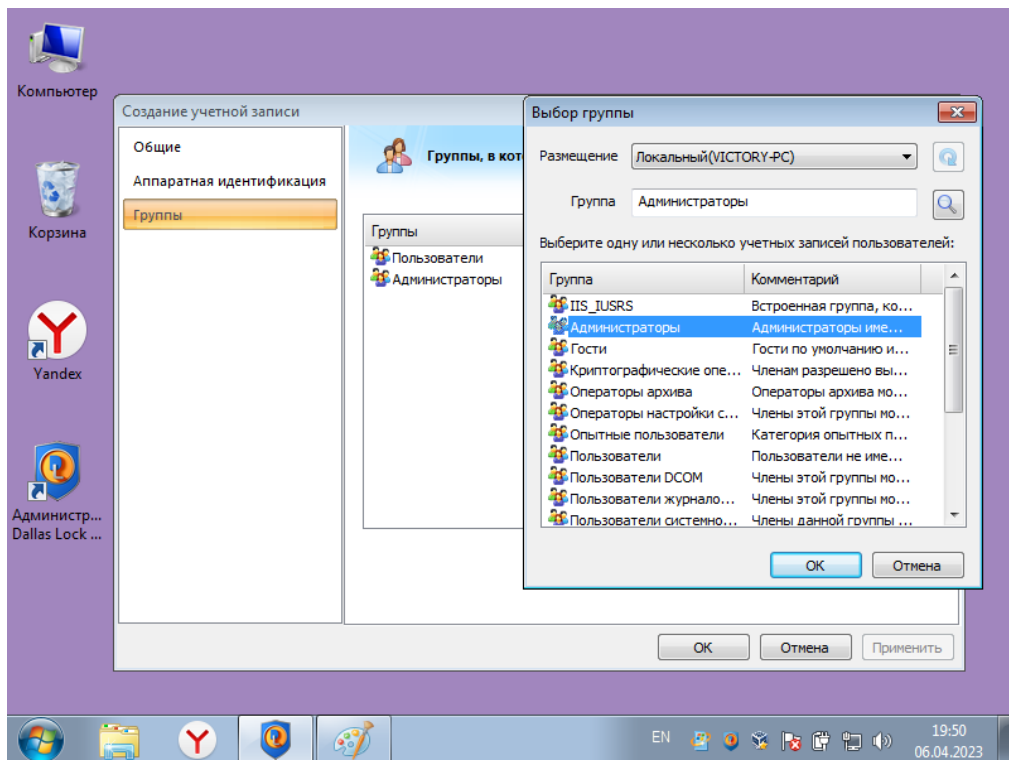 Компьютер
Корзина
Yandex
Администр...
Dallas Lock ...
Создание учетной записи
Общие
Аппаратная идентификация
Группы
Группы, в кот
Группы
Пользователи
Администраторы
OK
Отмена
Применить
Выбор группы
Размещение Локальный(VICTORY-PC)
Группа Администраторы
Выберите одну или несколько учетных записей пользователей:
Группа Комментарий
IIS_IUSRS Встроенная группа, ко...
Администраторы Администраторы име...
Гости Гости по умолчанию и...
Криптографические опе... Членам разрешено вы...
Операторы архива Операторы архива мо...
Операторы настройки с... Члены этой группы мо...
Опытные пользователи Категория опытных п...
Пользователи Пользователи не име...
Пользователи DCOM Члены этой группы мо...
Пользователи журнало... Члены этой группы мо...
Пользователи системно... Члены данной группы ...
OK Отмена
EN
19:50
06.04.2023